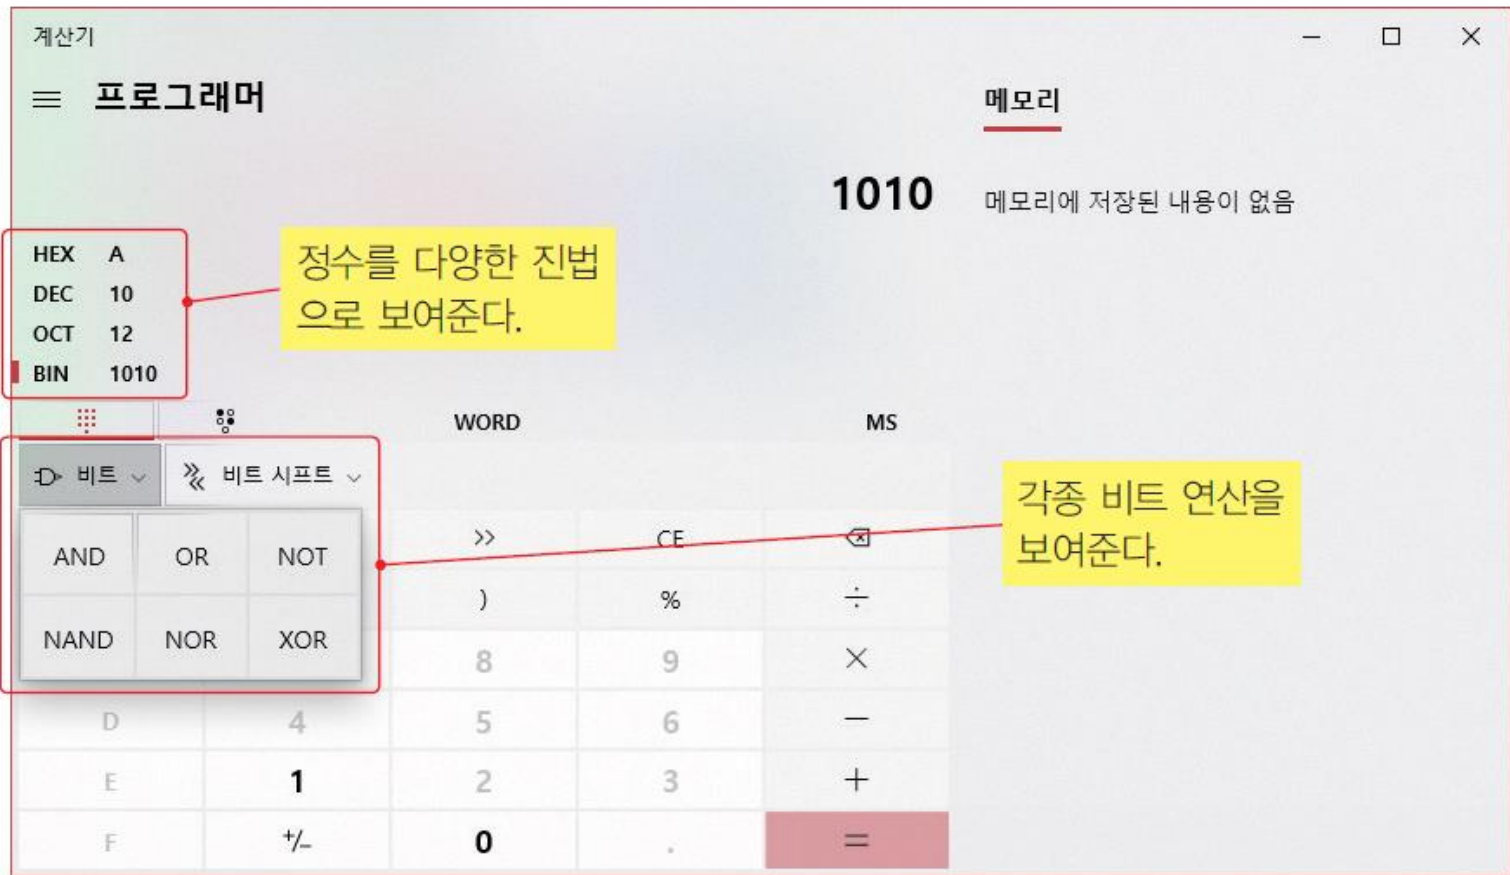 계산기
프로그래머
메모리
1010
메모리에 저장된 내용이 없음
HEX A
DEC 10
OCT 12
BIN 1010
정수를 다양한 진법
으로 보여준다.
WORD MS
비트 비트 시프트
각종 비트 연산을
보여준다.
AND OR NOT
NAND NOR XOR
>> CE
) % ÷
8 9 ×
D 4 5 6 −
E 1 2 3 +
F +/− 0 . =